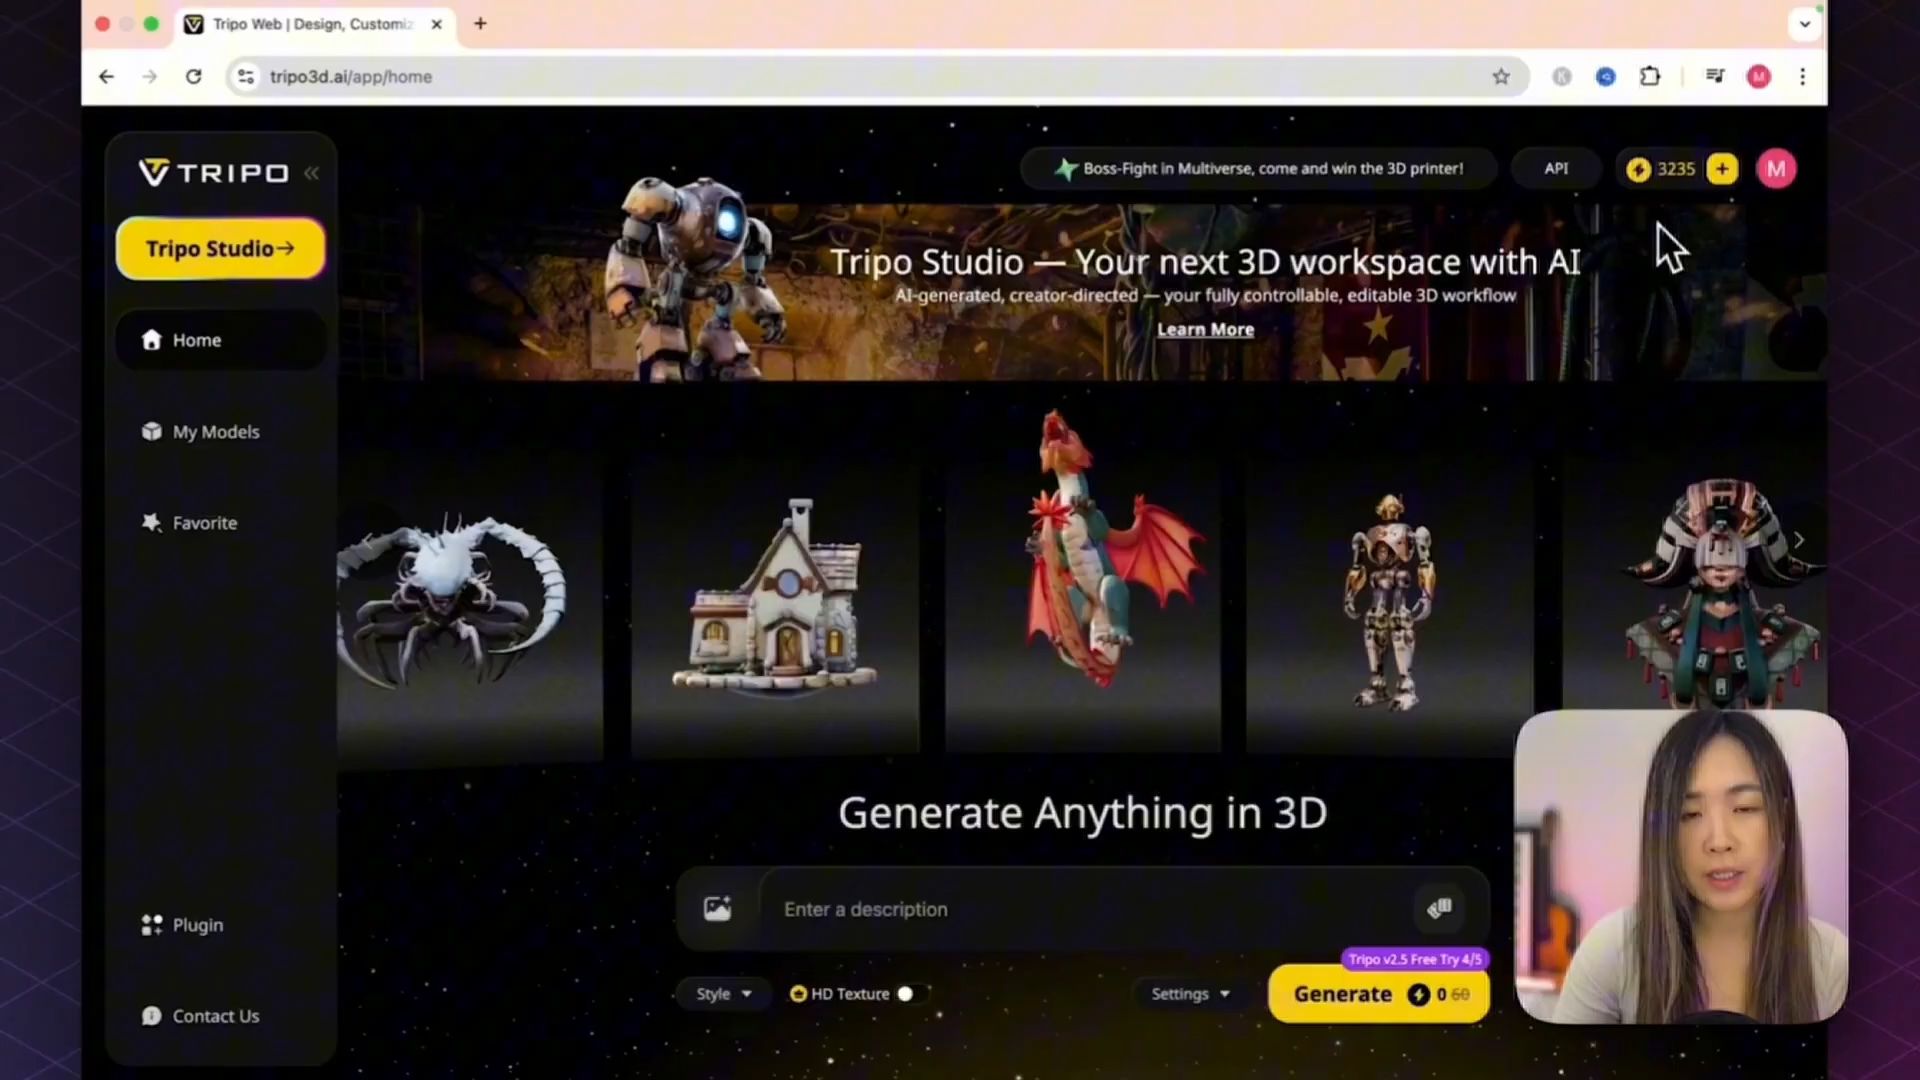 Tripo Web | Design, Customiz
tripo3d.ai/app/home
K
M
TRIPO
Boss-Fight in Multiverse, come and win the 3D printer!
API
3235
M
Tripo Studio
Tripo Studio — Your next 3D workspace with AI
AI-generated, creator-directed — your fully controllable, editable 3D workflow
Learn More
Home
My Models
Favorite
Generate Anything in 3D
Enter a description
Tripo v2.5 Free Try 4/5
Style
HD Texture
Settings
Generate 0 60
Plugin
Contact Us